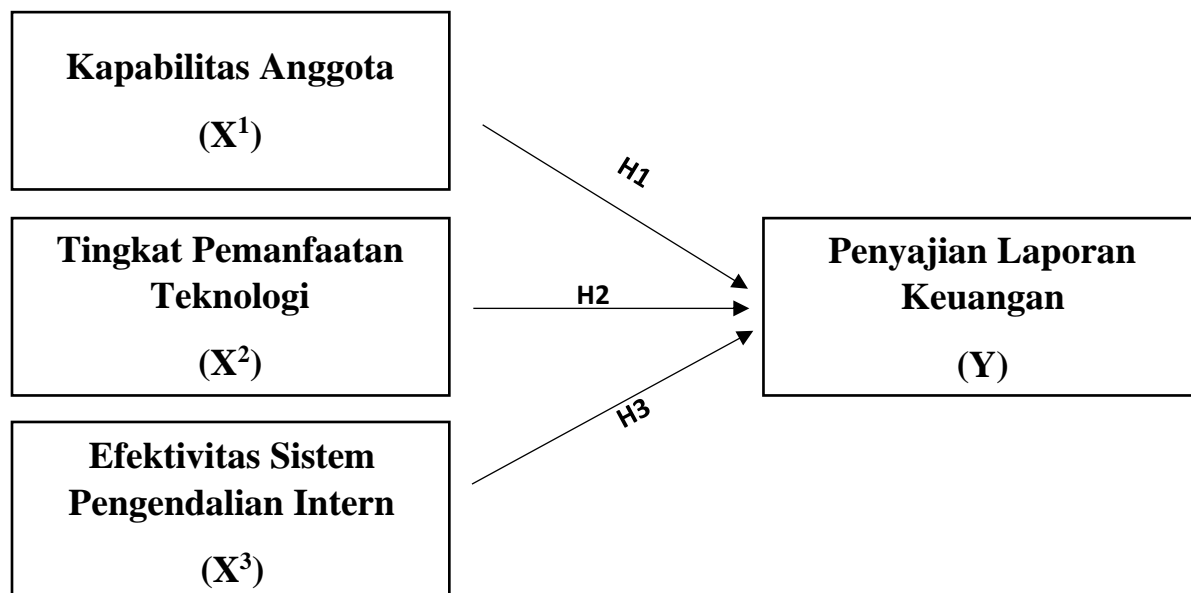 Kapabilitas Anggota
(X¹)
H1
Tingkat Pemanfaatan
Teknologi
(X²)
H2
Penyajian Laporan
Keuangan
(Y)
Efektivitas Sistem
Pengendalian Intern
(X³)
H3